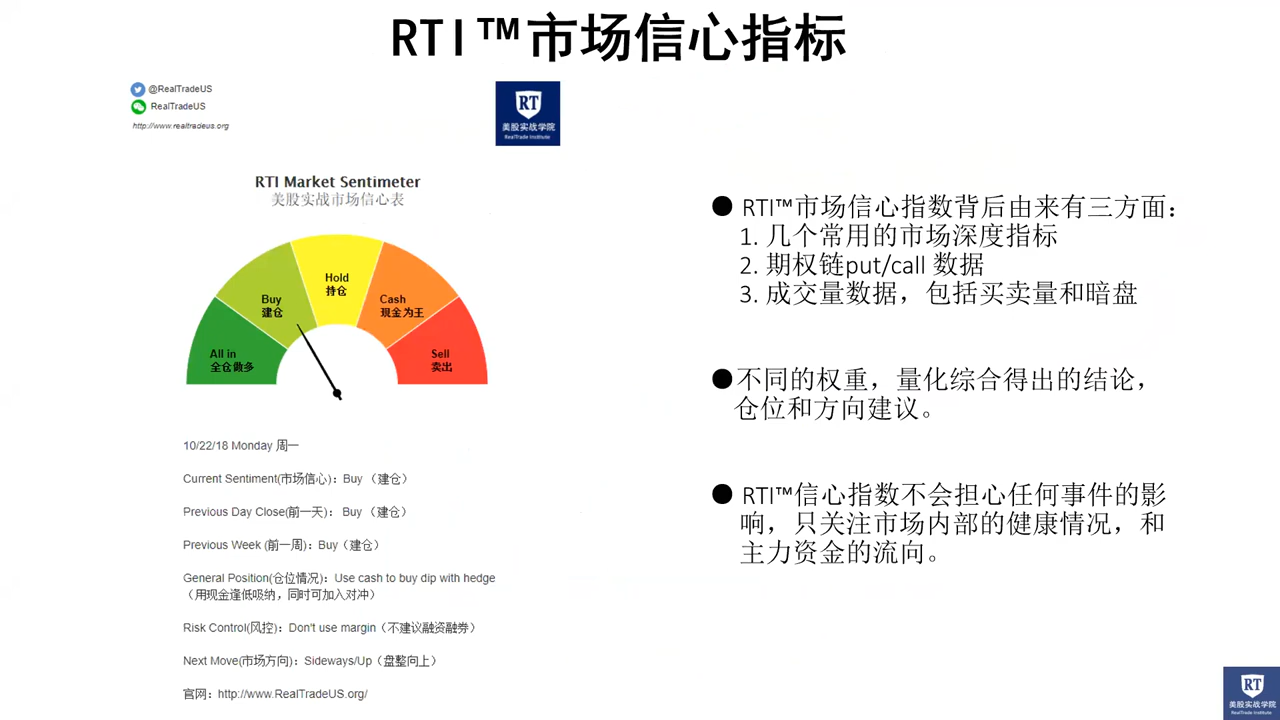 RTI™市场信心指标
@RealTradeUS
RealTradeUS
http://www.realtradeus.org
RT
美股实战学院
RealTrade Institute
RTI Market Sentimeter
美股实战市场信心表
Hold
持仓
Buy
建仓
Cash
现金为王
All in
全仓做多
Sell
卖出
10/22/18 Monday 周一
Current Sentiment(市场信心)：Buy （建仓）
Previous Day Close(前一天)： Buy （建仓）
Previous Week (前一周)：Buy（建仓）
General Position(仓位情况)：Use cash to buy dip with hedge
（用现金逢低吸纳，同时可加入对冲）
Risk Control(风控)：Don't use margin（不建议融资融券）
Next Move(市场方向)：Sideways/Up（盘整向上）
官网：http://www.RealTradeUS.org/
● RTI™市场信心指数背后由来有三方面：
1. 几个常用的市场深度指标
2. 期权链put/call 数据
3. 成交量数据，包括买卖量和暗盘
●不同的权重，量化综合得出的结论，
仓位和方向建议。
● RTI™信心指数不会担心任何事件的影
响，只关注市场内部的健康情况，和
主力资金的流向。
RT
美股实战学院
RealTrade Institute